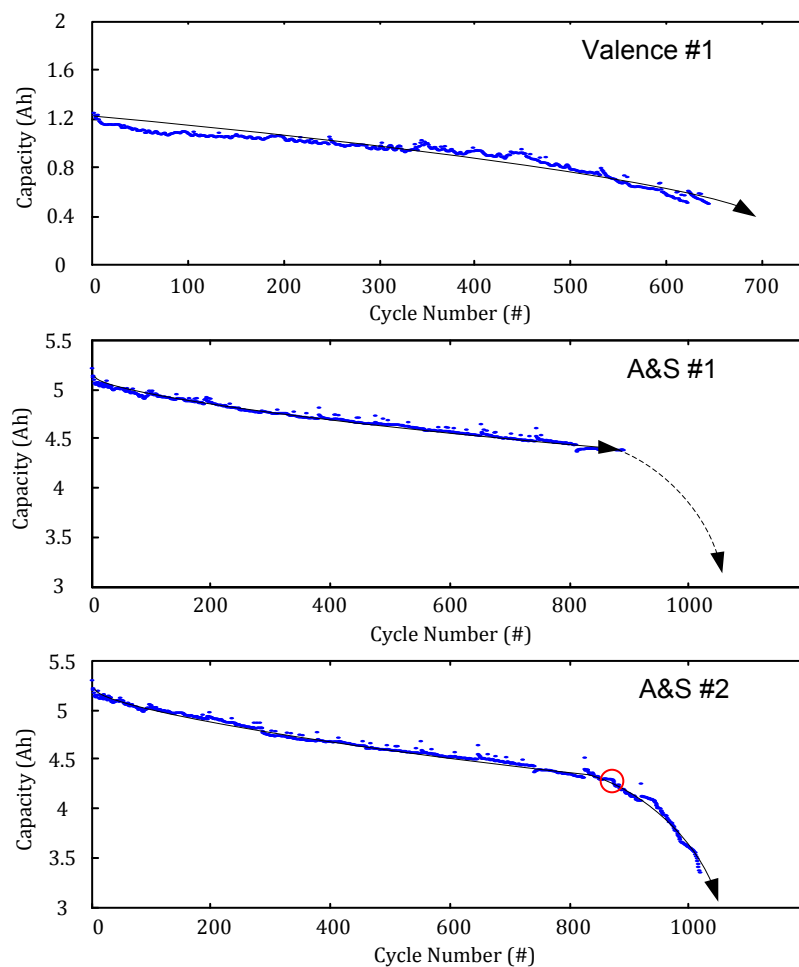 Valence #1
Capacity (Ah)
2
1.6
1.2
0.8
0.4
0
0 100 200 300 400 500 600 700
Cycle Number (#)
A&S #1
Capacity (Ah)
5.5
5
4.5
4
3.5
3
0 200 400 600 800 1000
Cycle Number (#)
A&S #2
Capacity (Ah)
5.5
5
4.5
4
3.5
3
0 200 400 600 800 1000
Cycle Number (#)